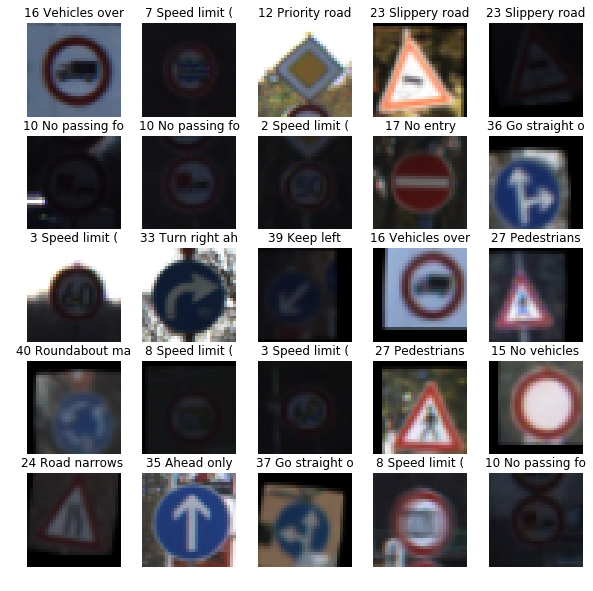 16 Vehicles over
7 Speed limit (
12 Priority road
23 Slippery road
23 Slippery road
10 No passing fo
10 No passing fo
2 Speed limit (
17 No entry
36 Go straight o
3 Speed limit (
33 Turn right ah
39 Keep left
16 Vehicles over
27 Pedestrians
60
40 Roundabout ma
8 Speed limit (
3 Speed limit (
27 Pedestrians
15 No vehicles
24 Road narrows
35 Ahead only
37 Go straight o
8 Speed limit (
10 No passing fo